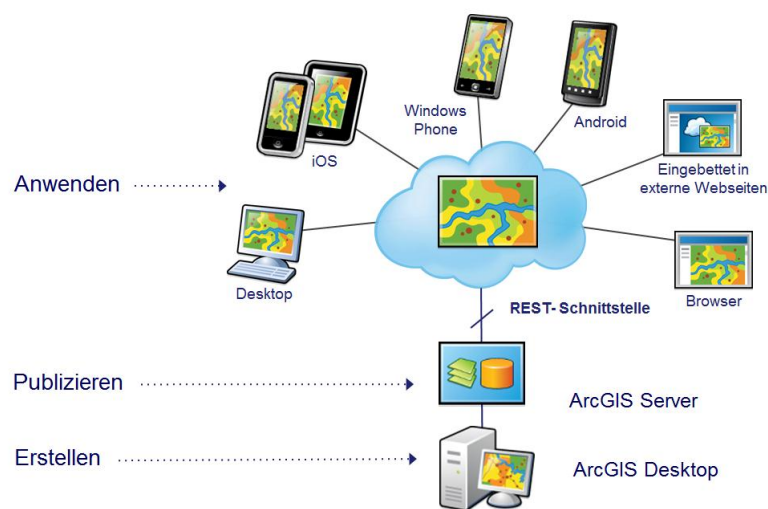 Windows
Phone
Android
iOS
Eingebettet in
externe Webseiten
Anwenden
Desktop
Browser
REST- Schnittstelle
Publizieren
ArcGIS Server
Erstellen
ArcGIS Desktop